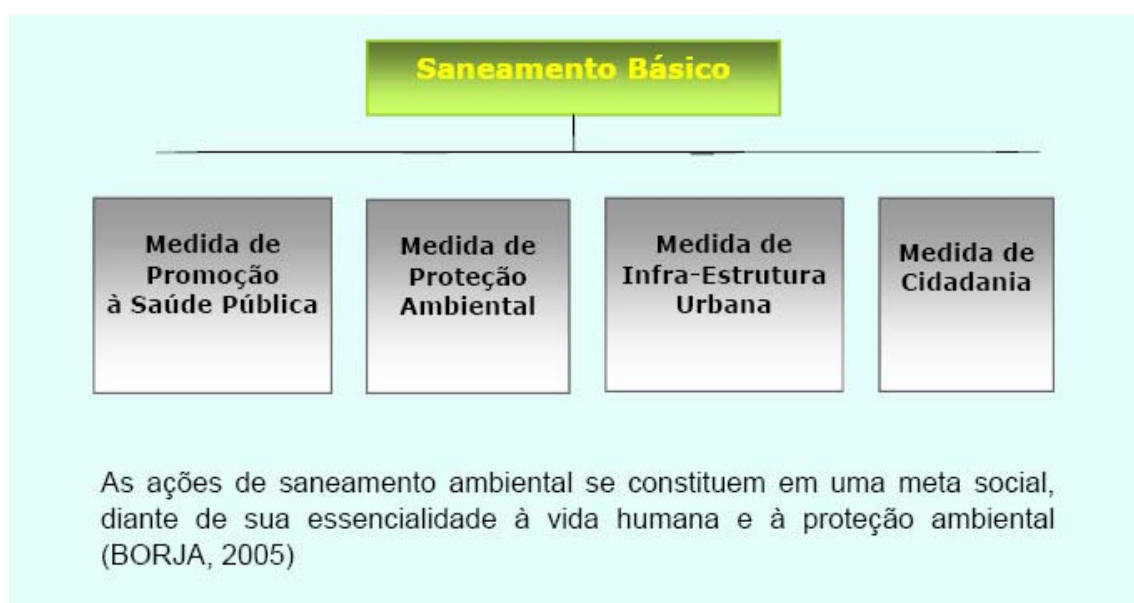 Saneamento Básico
Medida de
Promoção
à Saúde Pública
Medida de
Proteção
Ambiental
Medida de
Infra-Estrutura
Urbana
Medida de
Cidadania
As ações de saneamento ambiental se constituem em uma meta social,
diante de sua essencialidade à vida humana e à proteção ambiental
(BORJA, 2005)